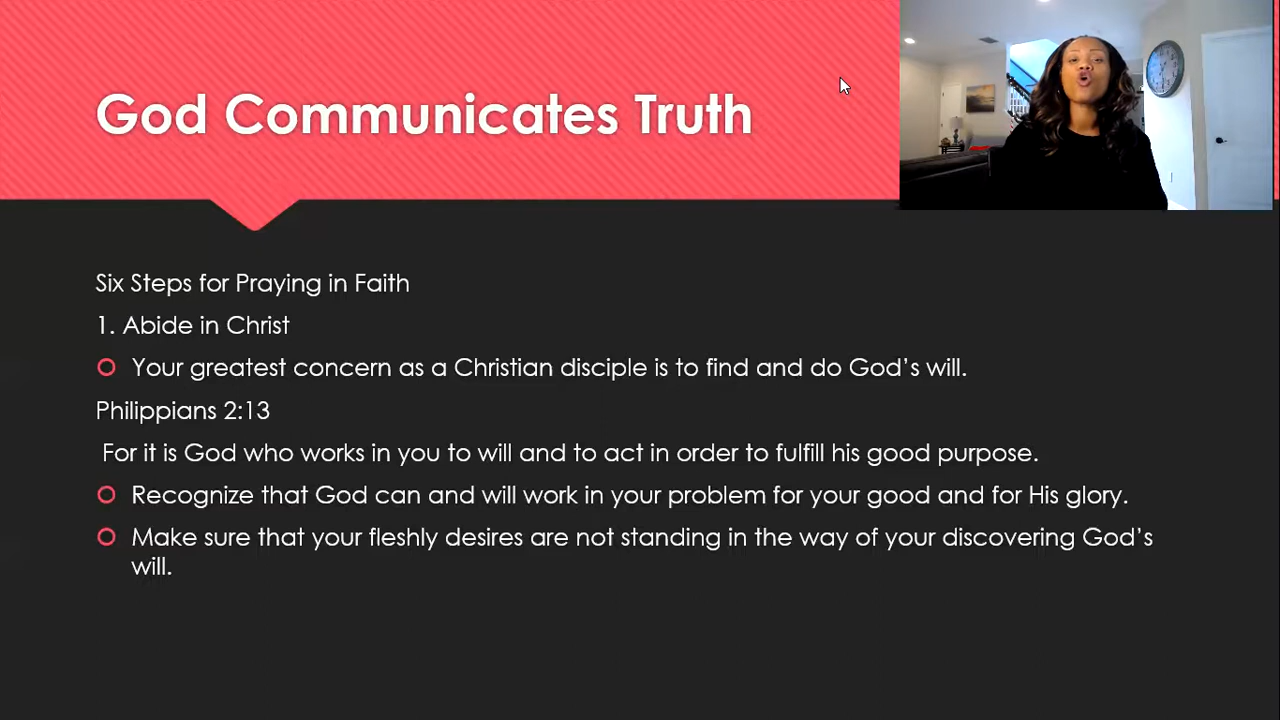 God Communicates Truth
Six Steps for Praying in Faith
1. Abide in Christ
Your greatest concern as a Christian disciple is to find and do God’s will.
Philippians 2:13
For it is God who works in you to will and to act in order to fulfill his good purpose.
Recognize that God can and will work in your problem for your good and for His glory.
Make sure that your fleshly desires are not standing in the way of your discovering God’s
will.